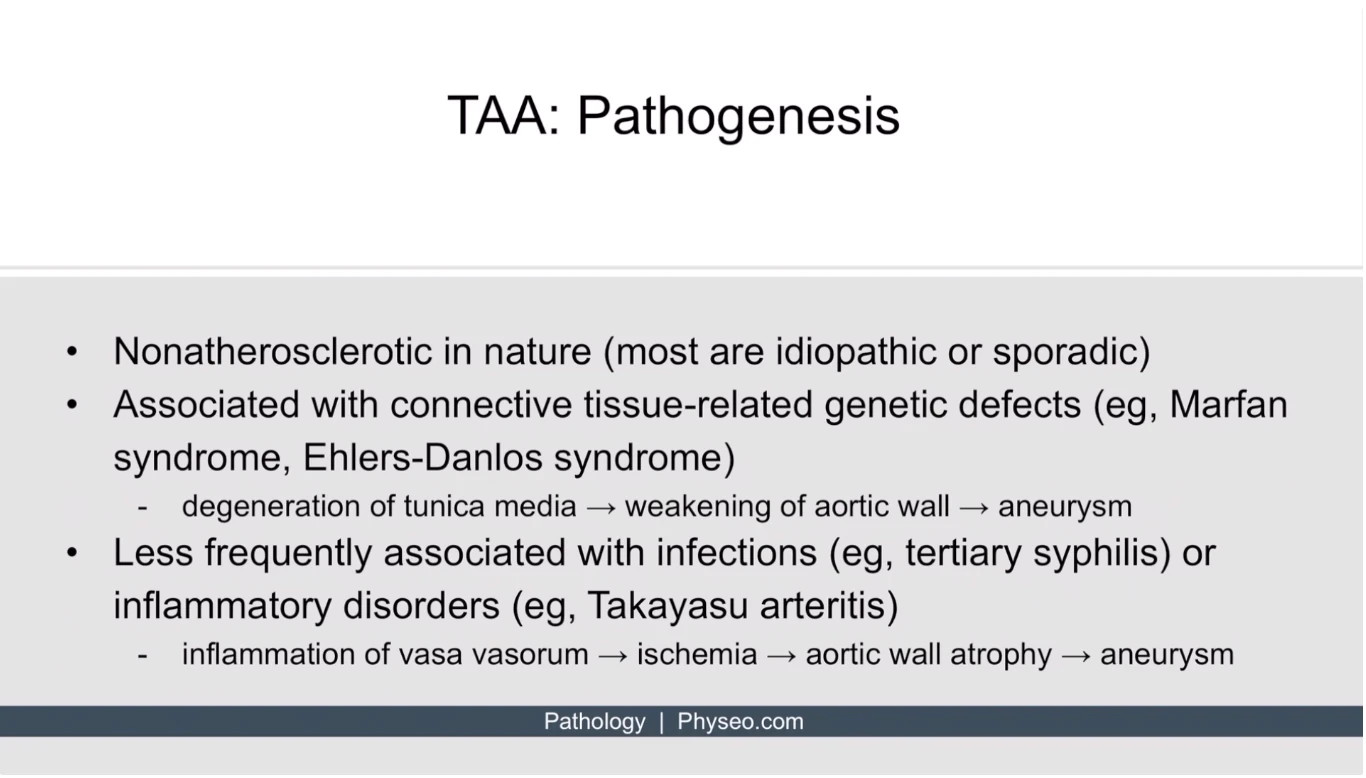 TAA: Pathogenesis
• Nonatherosclerotic in nature (most are idiopathic or sporadic)
• Associated with connective tissue-related genetic defects (eg, Marfan
syndrome, Ehlers-Danlos syndrome)
- degeneration of tunica media → weakening of aortic wall → aneurysm
• Less frequently associated with infections (eg, tertiary syphilis) or
inflammatory disorders (eg, Takayasu arteritis)
- inflammation of vasa vasorum → ischemia → aortic wall atrophy → aneurysm
Pathology | Physeo.com